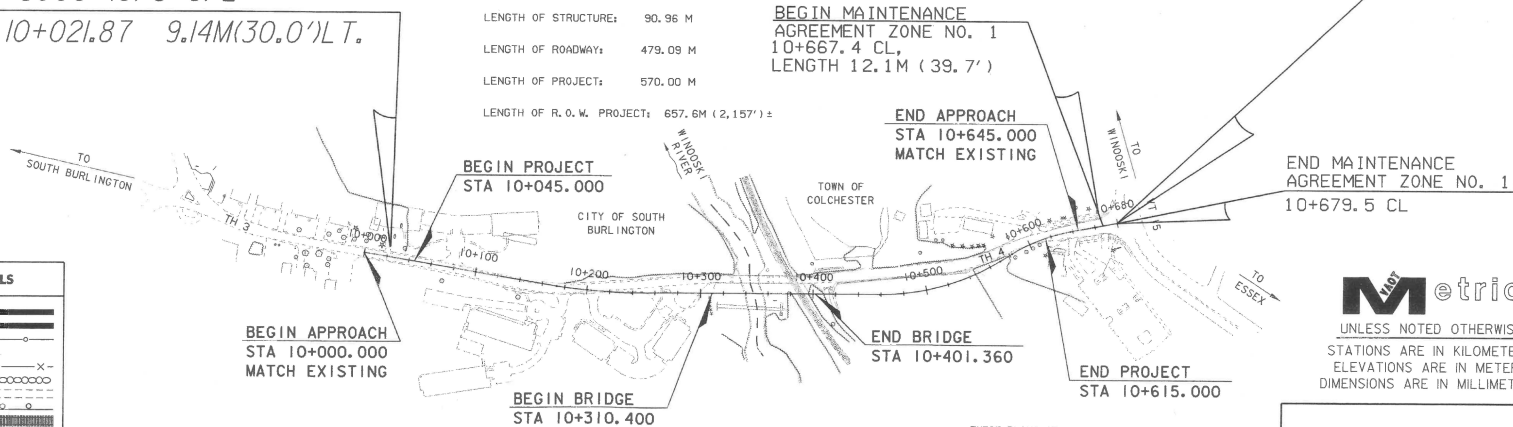 10+021.87 9.14M(30.0')LT.
LENGTH OF STRUCTURE: 90.96 M
LENGTH OF ROADWAY: 479.09 M
LENGTH OF PROJECT: 570.00 M
LENGTH OF R.O.W. PROJECT: 657.6M (2,157')±
BEGIN MAINTENANCE
AGREEMENT ZONE NO. 1
10+667.4 CL,
LENGTH 12.1M (39.7')
END APPROACH
STA 10+645.000
MATCH EXISTING
TO
WINOOSKI
END MAINTENANCE
AGREEMENT ZONE NO. 1
10+679.5 CL
TO
SOUTH BURLINGTON
BEGIN PROJECT
STA 10+045.000
WINOOSKI
RIVER
TOWN OF
COLCHESTER
CITY OF SOUTH
BURLINGTON
TH 3
10+000
10+100
10+200
10+300
10+400
10+500
TH 4
10+600
10+680
VT 15
TO
ESSEX
LS
BEGIN APPROACH
STA 10+000.000
MATCH EXISTING
BEGIN BRIDGE
STA 10+310.400
END BRIDGE
STA 10+401.360
END PROJECT
STA 10+615.000
VAOT
Metric
UNLESS NOTED OTHERWIS
STATIONS ARE IN KILOMETE
ELEVATIONS ARE IN METER
DIMENSIONS ARE IN MILLIMET